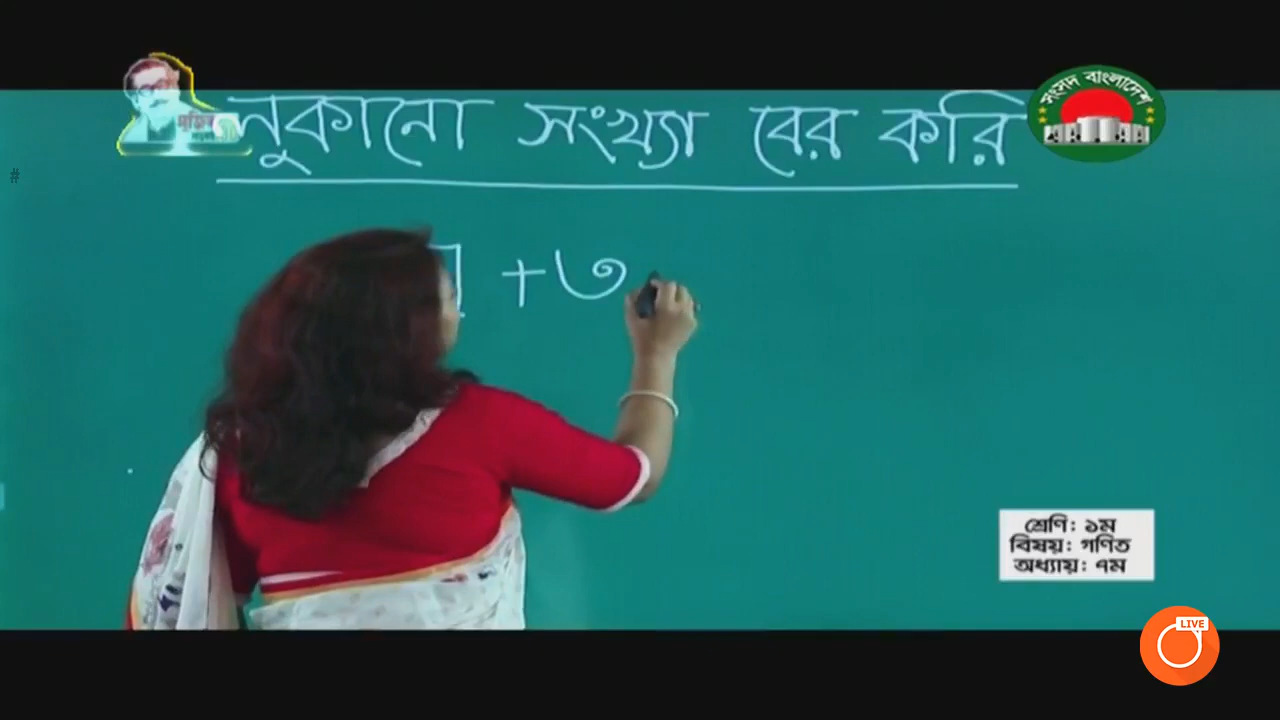 লুকানো সংখ্যা বের করি
সংসদ বাংলাদেশ
#
+৩
শ্রেণি: ১ম
বিষয়: গণিত
অধ্যায়: ৭ম
LIVE